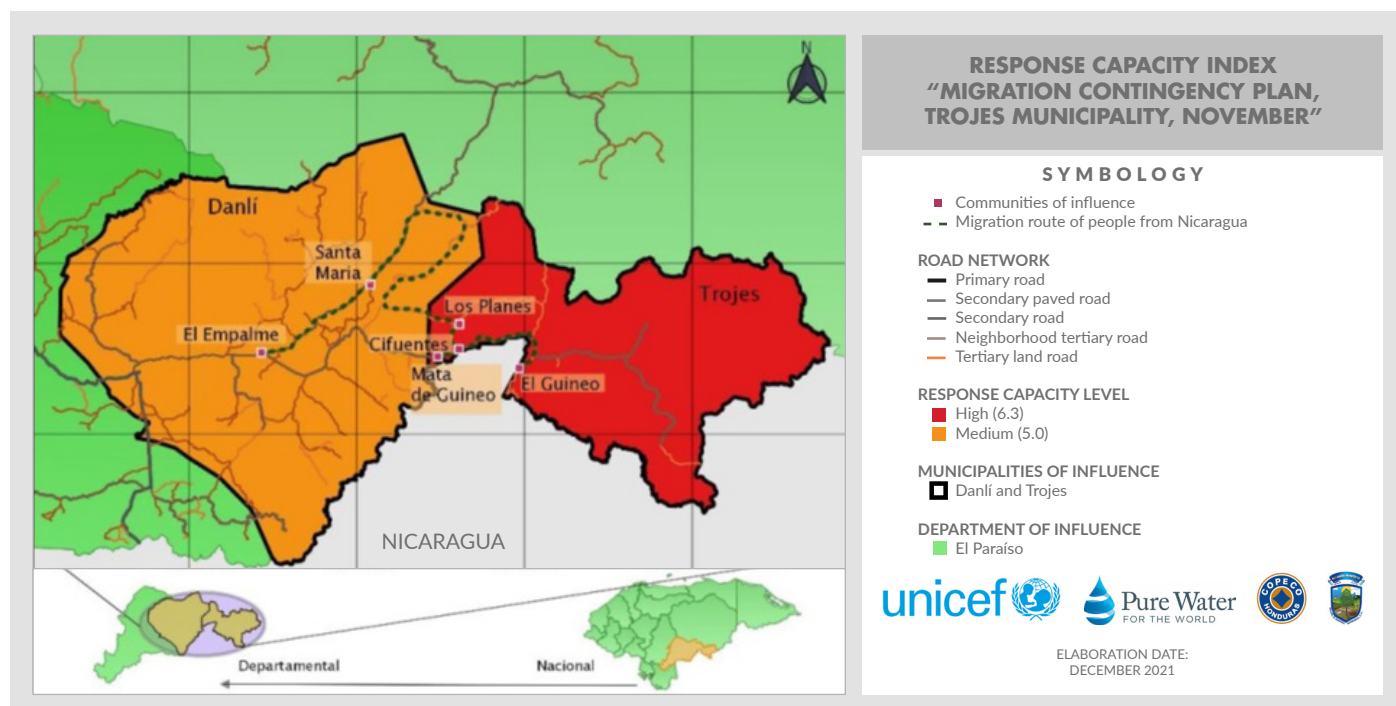 N
Danlí
Santa
Maria
Trojes
Los Planes
El Empalme
Cifuentes
Mata
de Guineo
El Guineo
NICARAGUA
Departamental
Nacional
RESPONSE CAPACITY INDEX
“MIGRATION CONTINGENCY PLAN,
TROJES MUNICIPALITY, NOVEMBER”
SYMBOLOGY
Communities of influence
Migration route of people from Nicaragua
ROAD NETWORK
Primary road
Secondary paved road
Secondary road
Neighborhood tertiary road
Tertiary land road
RESPONSE CAPACITY LEVEL
High (6.3)
Medium (5.0)
MUNICIPALITIES OF INFLUENCE
Danlí and Trojes
DEPARTMENT OF INFLUENCE
El Paraíso
unicef
Pure Water
FOR THE WORLD
COPECO
HONDURAS
ELABORATION DATE:
DECEMBER 2021